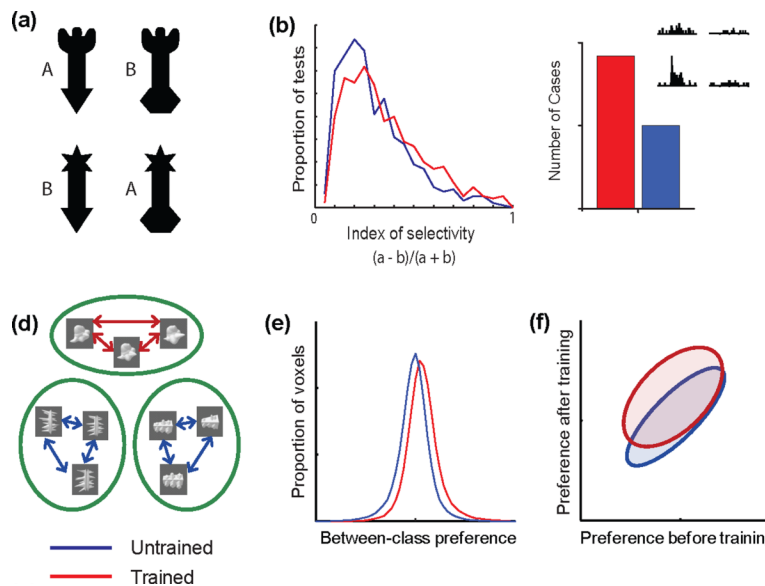 (a)
A
B
B
A
(b)
Proportion of tests
0
1
Index of selectivity
(a - b)/(a + b)
Number of Cases
(d)
Untrained
Trained
(e)
Proportion of voxels
Between-class preference
(f)
Preference after training
Preference before trainin